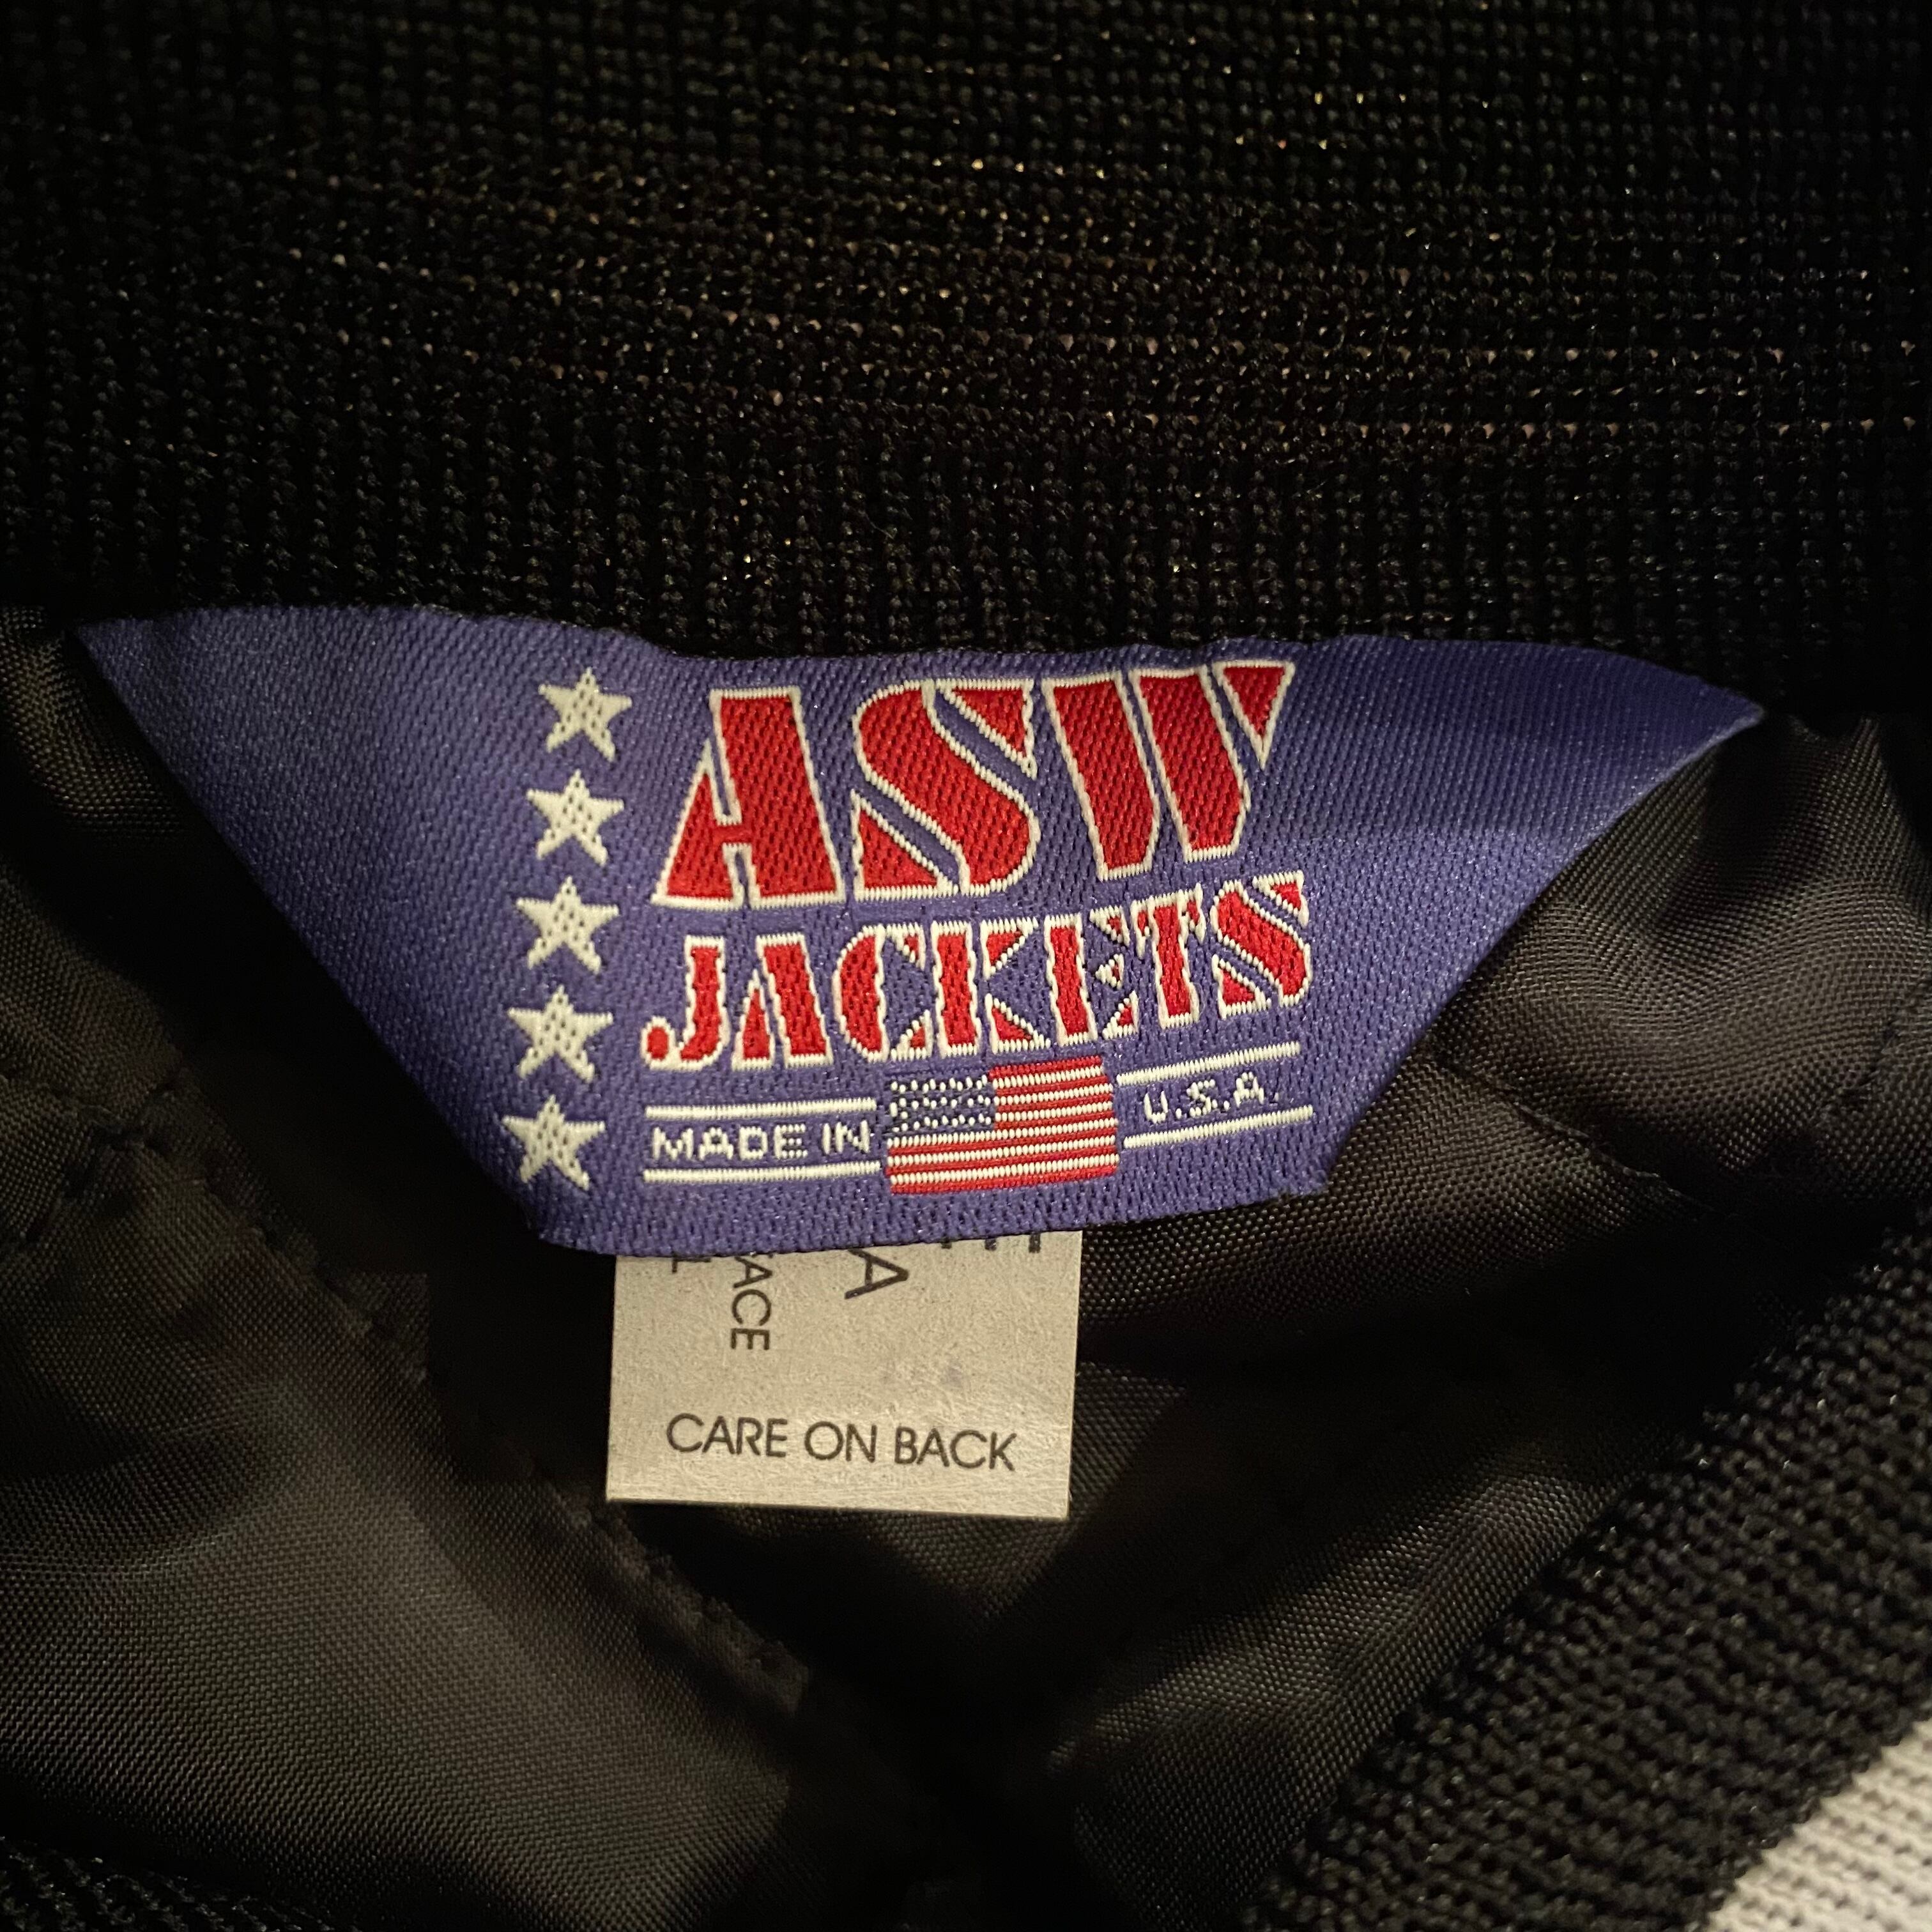 ASW
JACKETS
MADE IN U.S.A.
CARE ON BACK